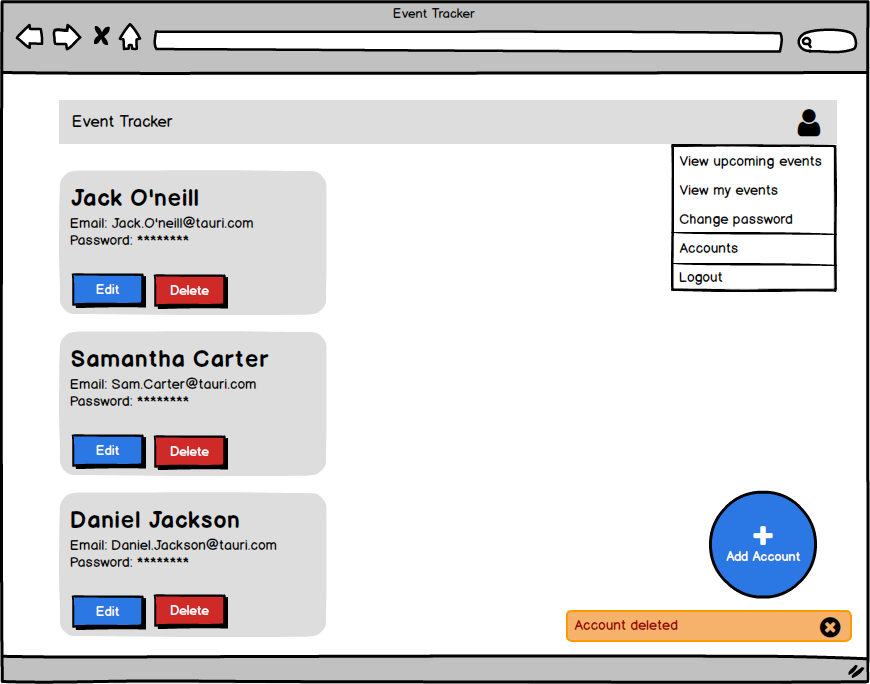 Event Tracker
Event Tracker
View upcoming events
View my events
Change password
Accounts
Logout
Jack O'neill
Email: Jack.O'neill@tauri.com
Password: ********
Edit
Delete
Samantha Carter
Email: Sam.Carter@tauri.com
Password: ********
Edit
Delete
Daniel Jackson
Email: Daniel.Jackson@tauri.com
Password: ********
Edit
Delete
Add Account
Account deleted